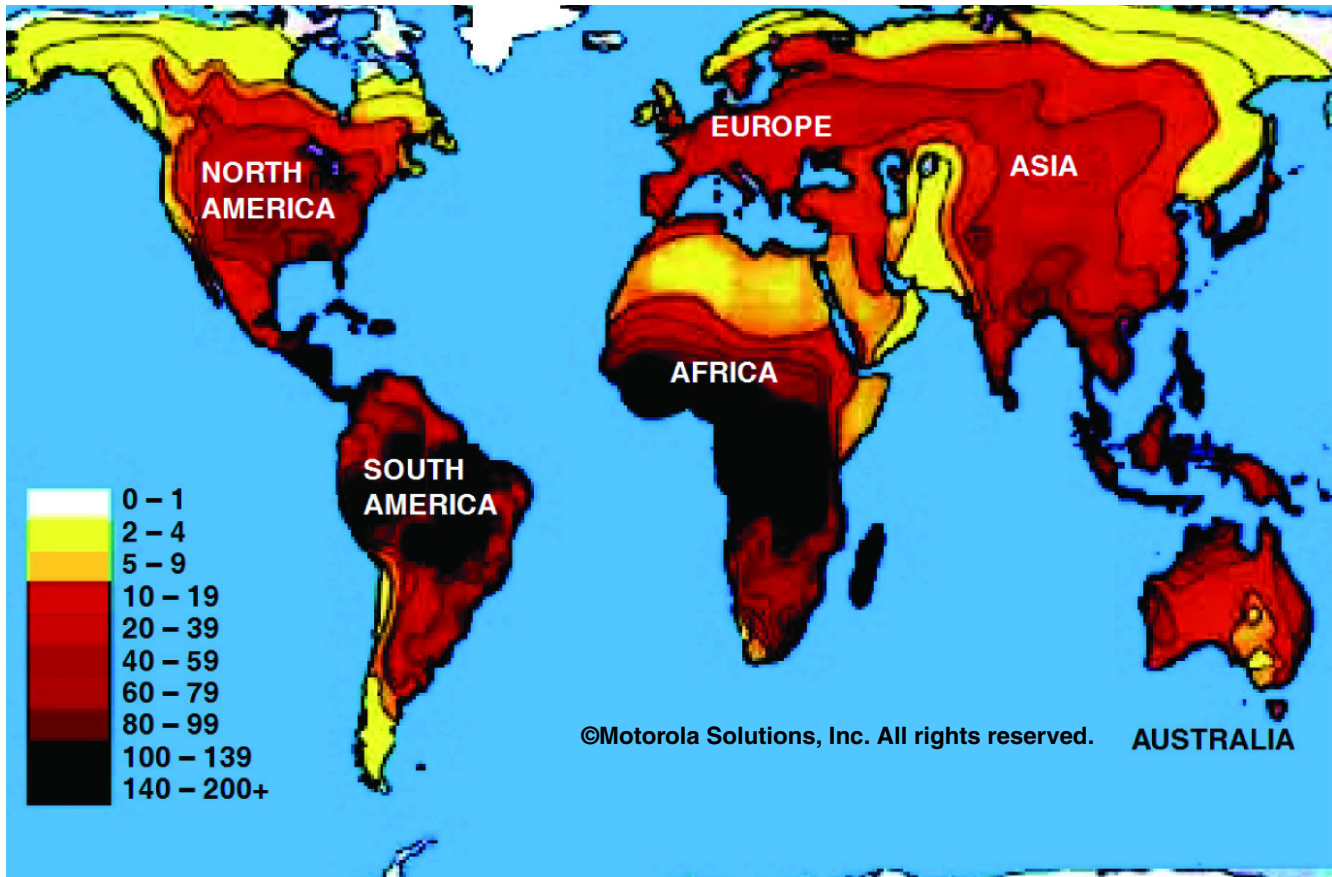 EUROPE
ASIA
NORTH
AMERICA
AFRICA
SOUTH
AMERICA
0 – 1
2 – 4
5 – 9
10 – 19
20 – 39
40 – 59
60 – 79
80 – 99
100 – 139
140 – 200+
©Motorola Solutions, Inc. All rights reserved.
AUSTRALIA